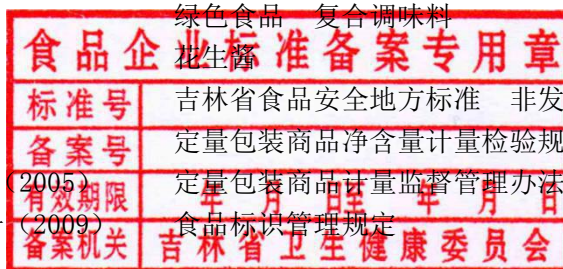 绿色食品 复合调味料
食品企业标准备案专用章
花生酱
标准号 吉林省食品安全地方标准 非发
备案号 定量包装商品净含量计量检验规
(2005) 定量包装商品计量监督管理办法
有效期限 年 月 日至 年 月 日
(2009) 食品标识管理规定
备案机关 吉林省卫生健康委员会